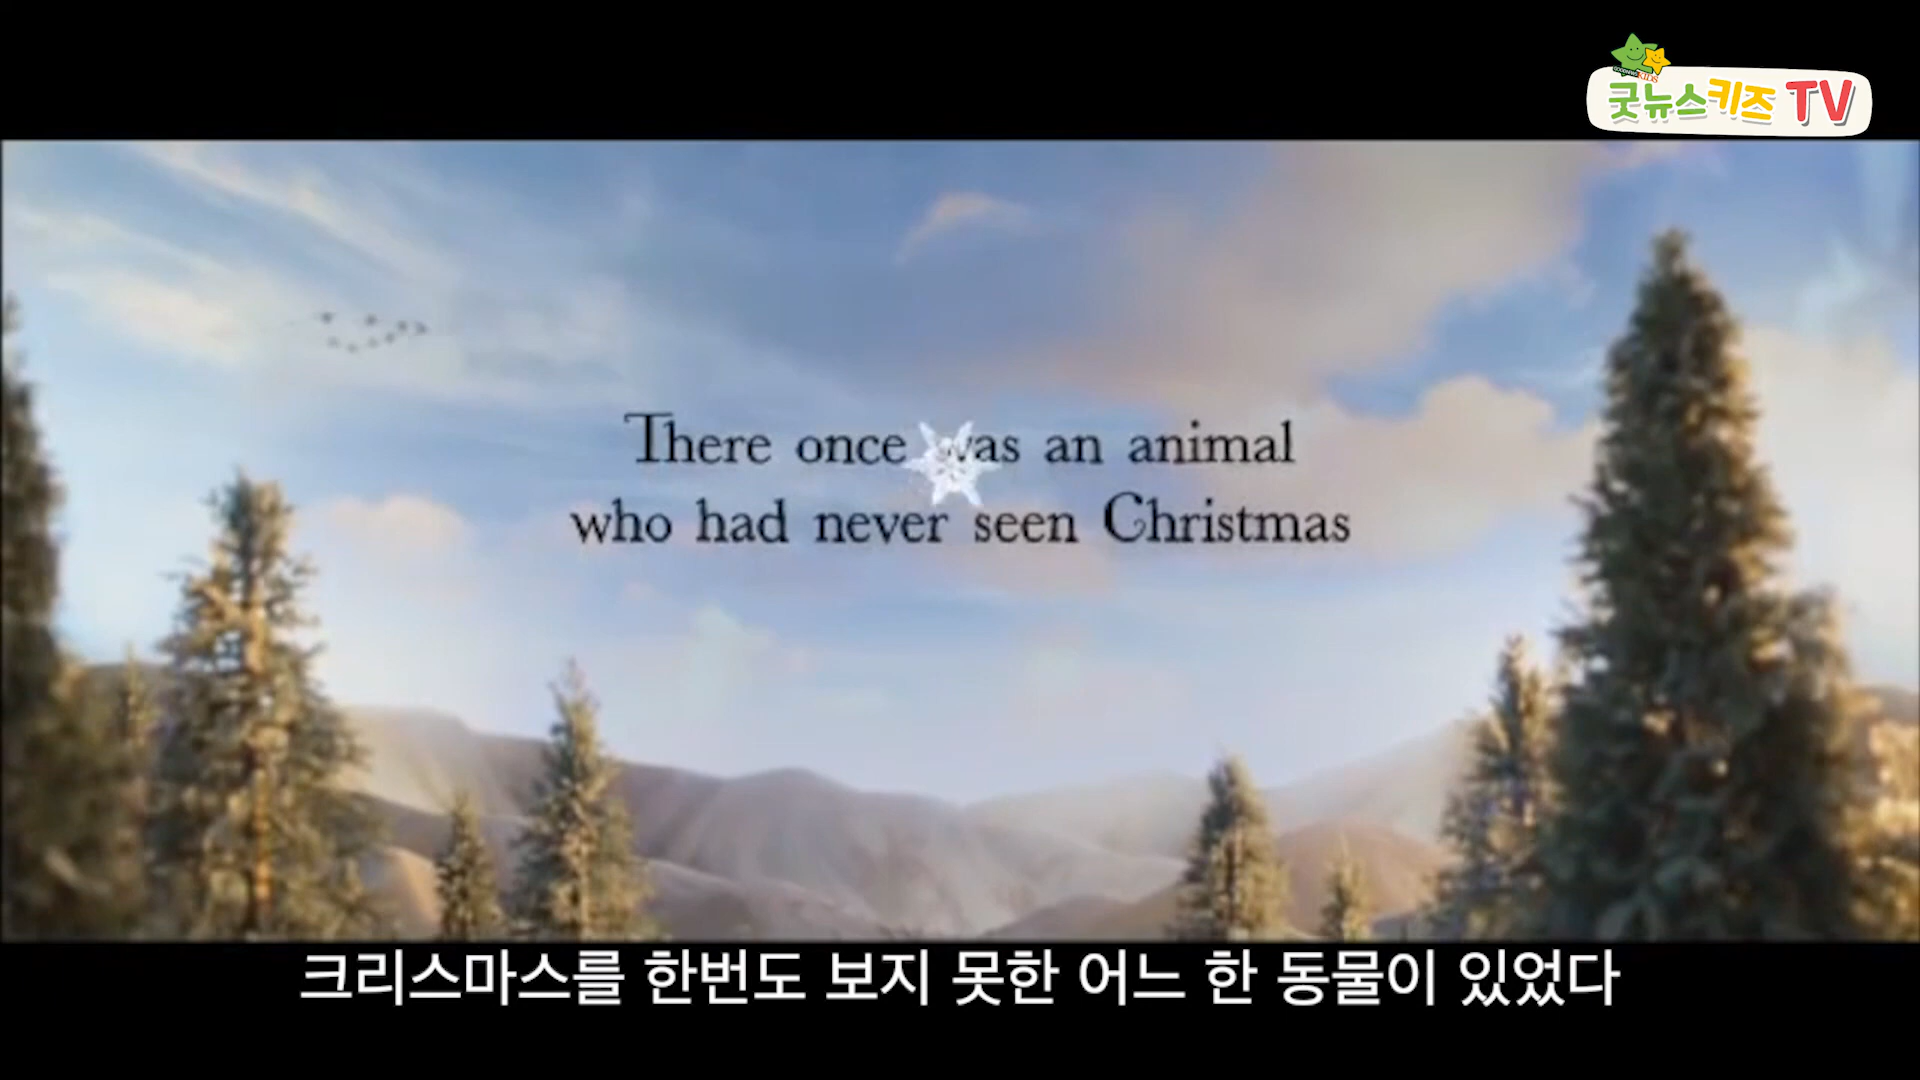 굿뉴스키즈 TV
There once was an animal
who had never seen Christmas
크리스마스를 한번도 보지 못한 어느 한 동물이 있었다